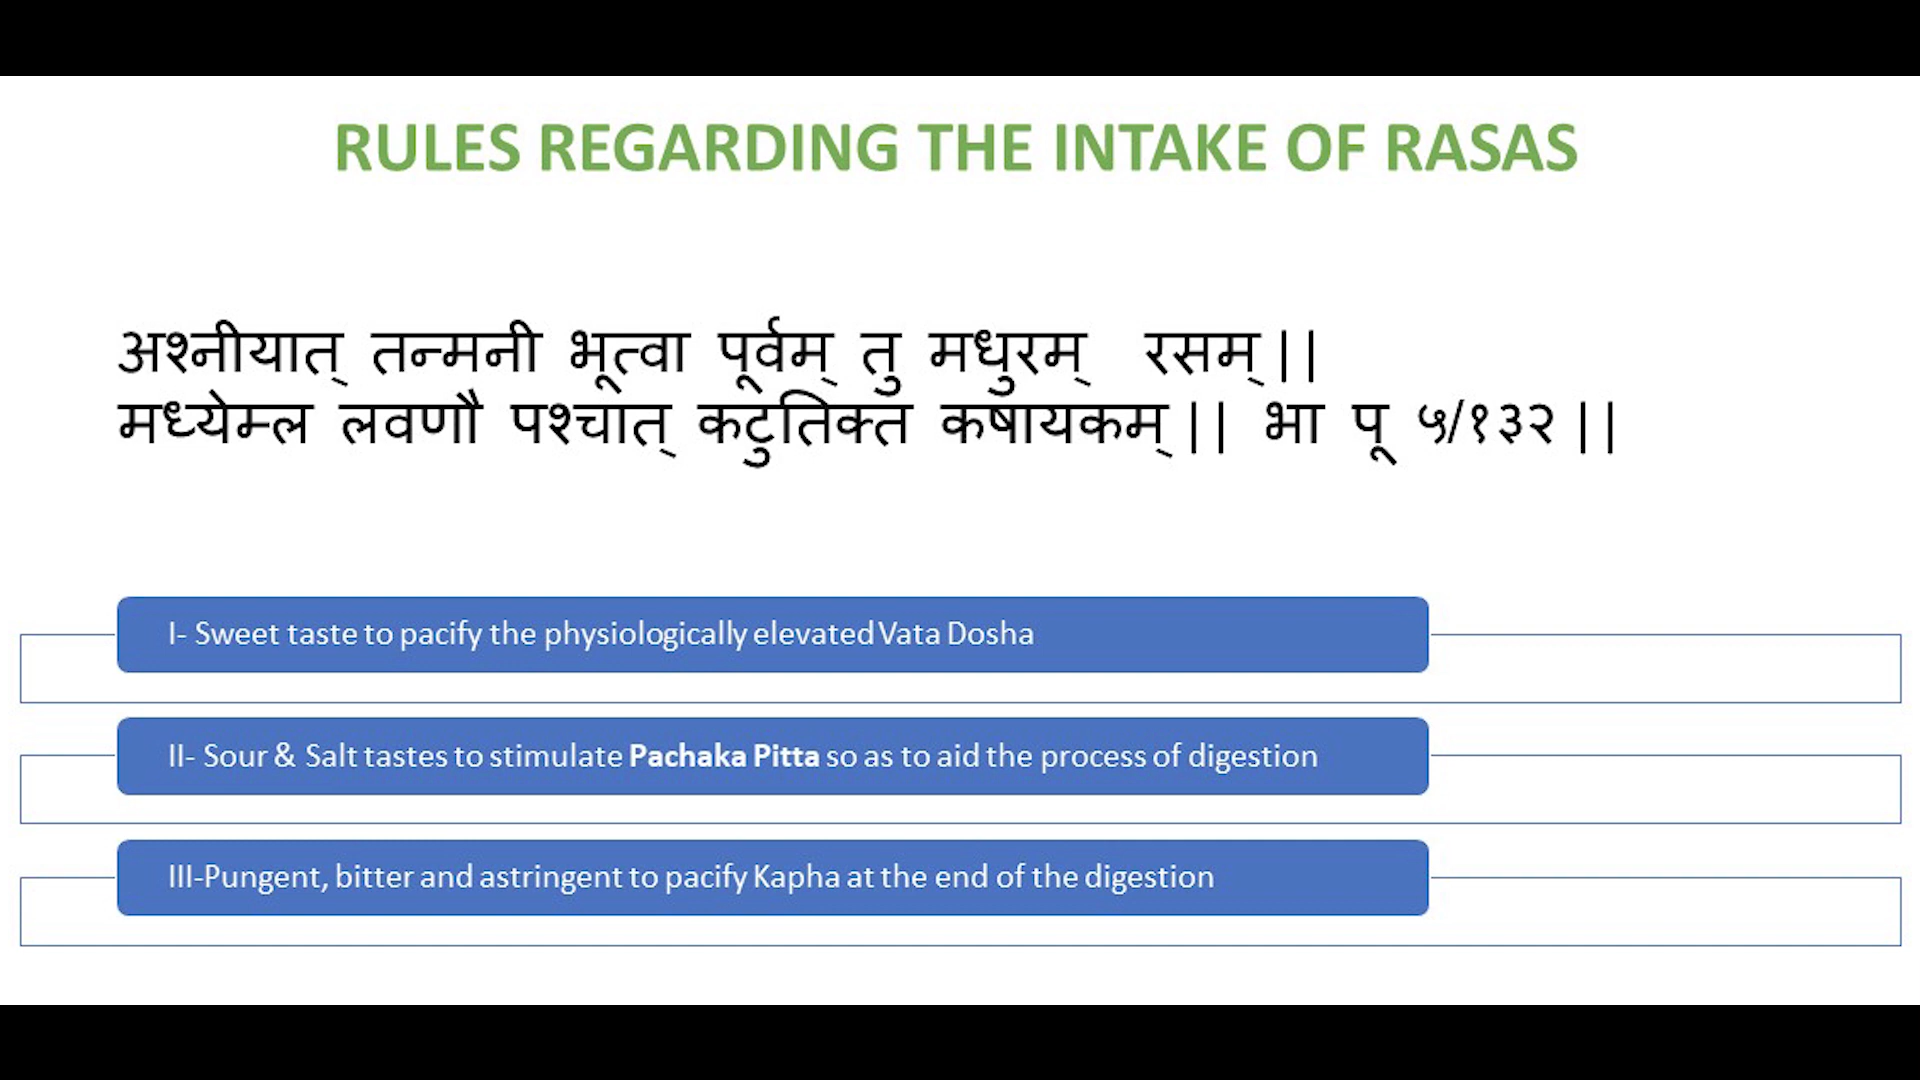 RULES REGARDING THE INTAKE OF RASAS
अश्नीयात् तन्मनी भूत्वा पूर्वम् तु मधुरम् रसम्||
मध्येम्ल लवणौ पश्चात् कटुतिक्त कषायकम्|| भा पू ५/१३२||
I- Sweet taste to pacify the physiologically elevated Vata Dosha
II- Sour & Salt tastes to stimulate Pachaka Pitta so as to aid the process of digestion
III-Pungent, bitter and astringent to pacify Kapha at the end of the digestion